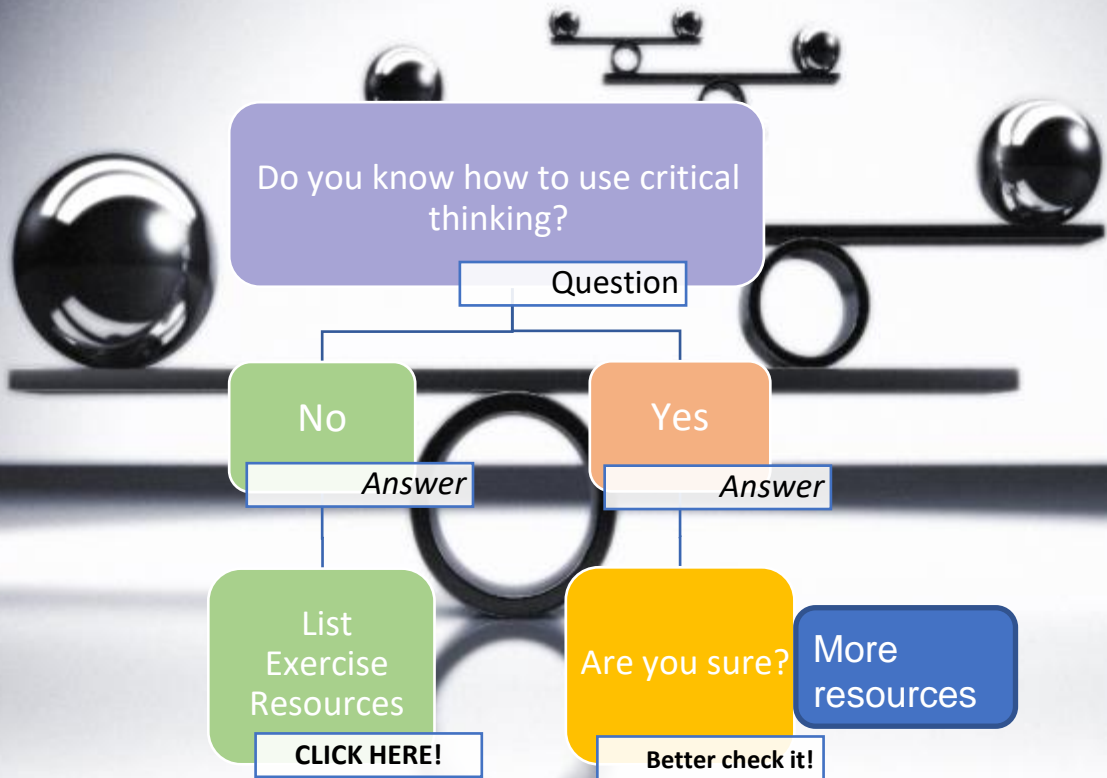 Do you know how to use critical
thinking?
Question
No
Answer
Yes
Answer
List
Exercise
Resources
CLICK HERE!
Are you sure?
Better check it!
More
resources